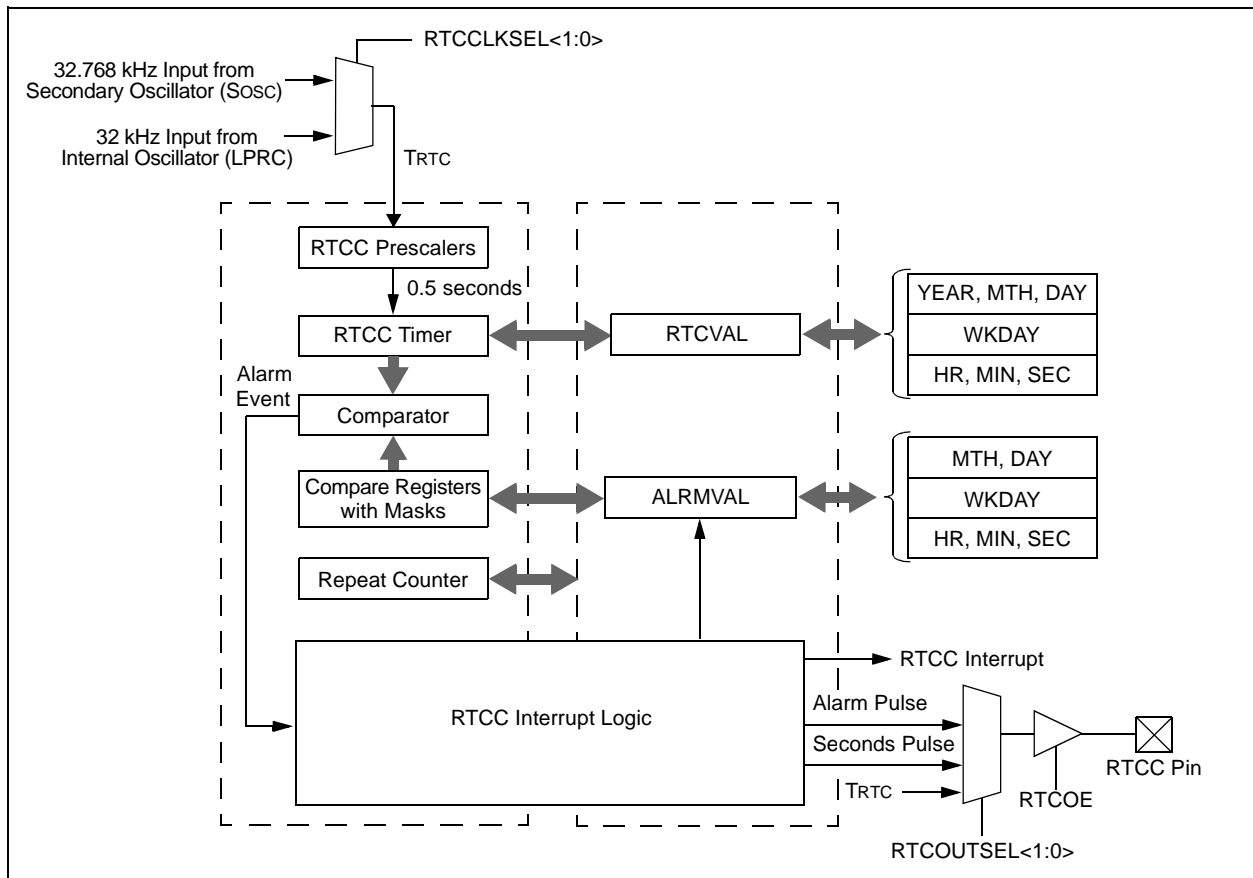 RTCCLKSEL<1:0>
32.768 kHz Input from
Secondary Oscillator (SOSC)
32 kHz Input from
Internal Oscillator (LPRC)
TRTC
RTCC Prescalers
0.5 seconds
RTCC Timer
RTCVAL
YEAR, MTH, DAY
WKDAY
HR, MIN, SEC
Alarm
Event
Comparator
Compare Registers
with Masks
ALRMVAL
MTH, DAY
WKDAY
HR, MIN, SEC
Repeat Counter
RTCC Interrupt Logic
RTCC Interrupt
Alarm Pulse
Seconds Pulse
TRTC
RTCOE
RTCC Pin
RTCOUTSEL<1:0>